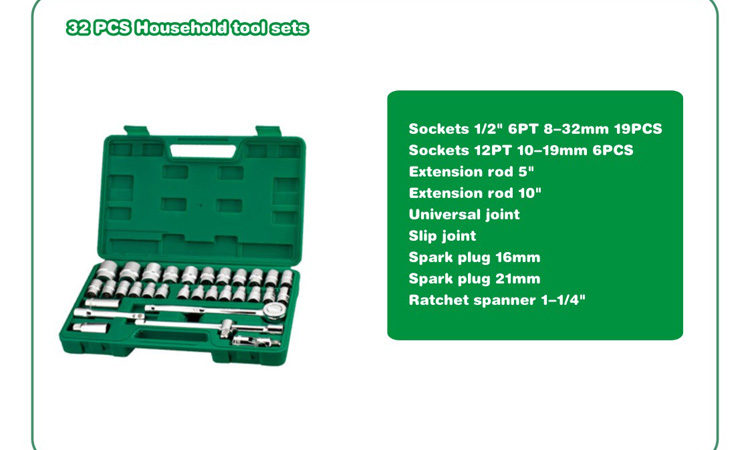 32 PCS Household tool sets
Sockets 1/2" 6PT 8–32mm 19PCS
Sockets 12PT 10–19mm 6PCS
Extension rod 5"
Extension rod 10"
Universal joint
Slip joint
Spark plug 16mm
Spark plug 21mm
Ratchet spanner 1–1/4"